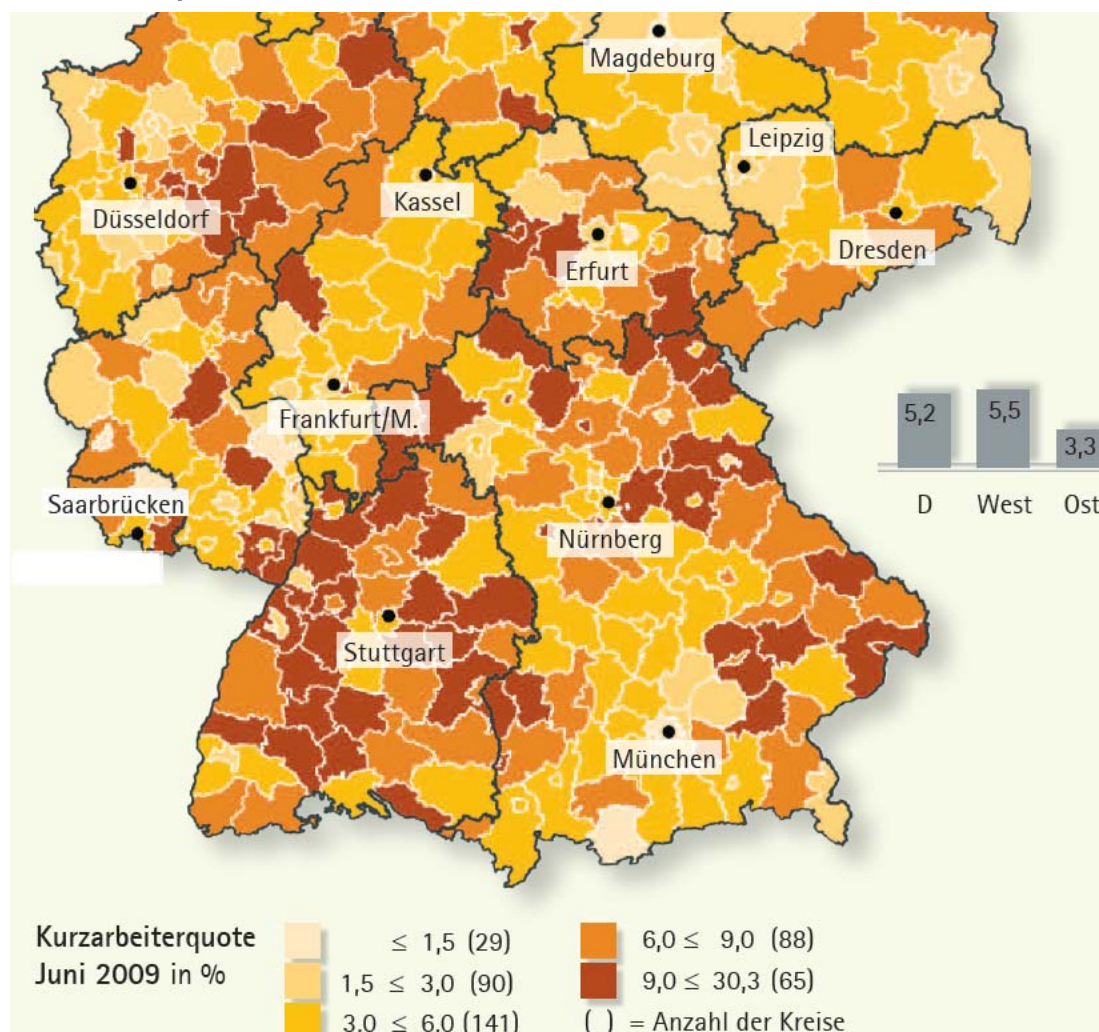 Magdeburg
Leipzig
Düsseldorf
Kassel
Erfurt
Dresden
Frankfurt/M.
5,2
5,5
3,3
D
West
Ost
Saarbrücken
Nürnberg
Stuttgart
München
Kurzarbeiterquote
Juni 2009 in %
≤ 1,5 (29)
1,5 ≤ 3,0 (90)
3,0 ≤ 6,0 (141)
6,0 ≤ 9,0 (88)
9,0 ≤ 30,3 (65)
( ) = Anzahl der Kreise